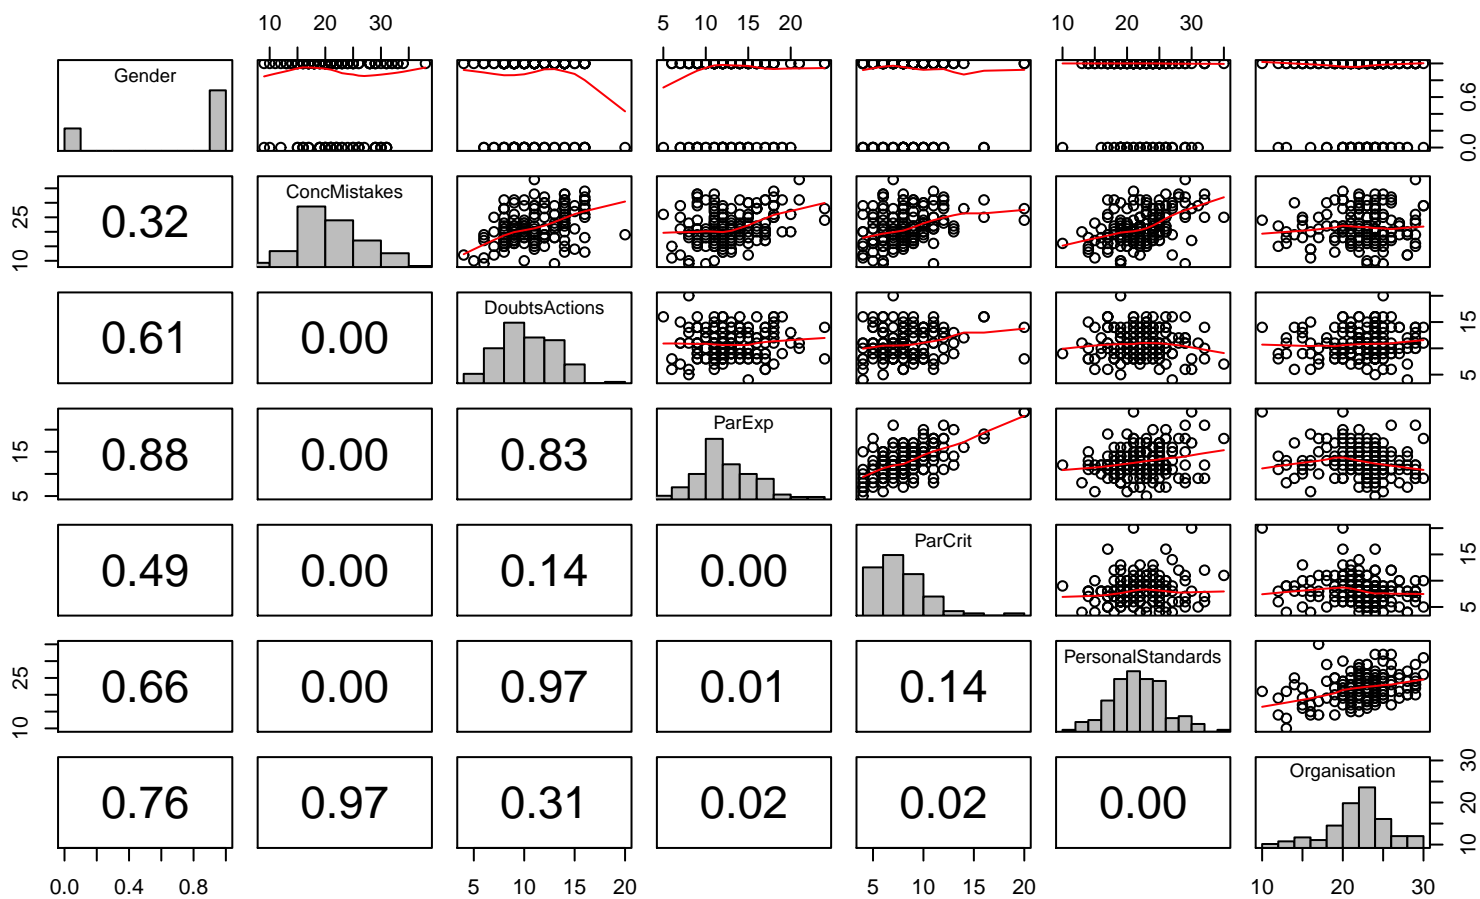 10 20 30 5 10 15 20 10 20 30
Gender
0.0 0.6
0.32 ConcMistakes
10 25
0.61 0.00 DoubtsActions
5 15
0.88 0.00 0.83 ParExp
5 15
0.49 0.00 0.14 0.00 ParCrit
5 15
0.66 0.00 0.97 0.01 0.14 PersonalStandards
10 25
0.76 0.97 0.31 0.02 0.02 0.00 Organisation
10 20 30
0.0 0.4 0.8 5 10 15 20 5 10 15 20 10 20 30